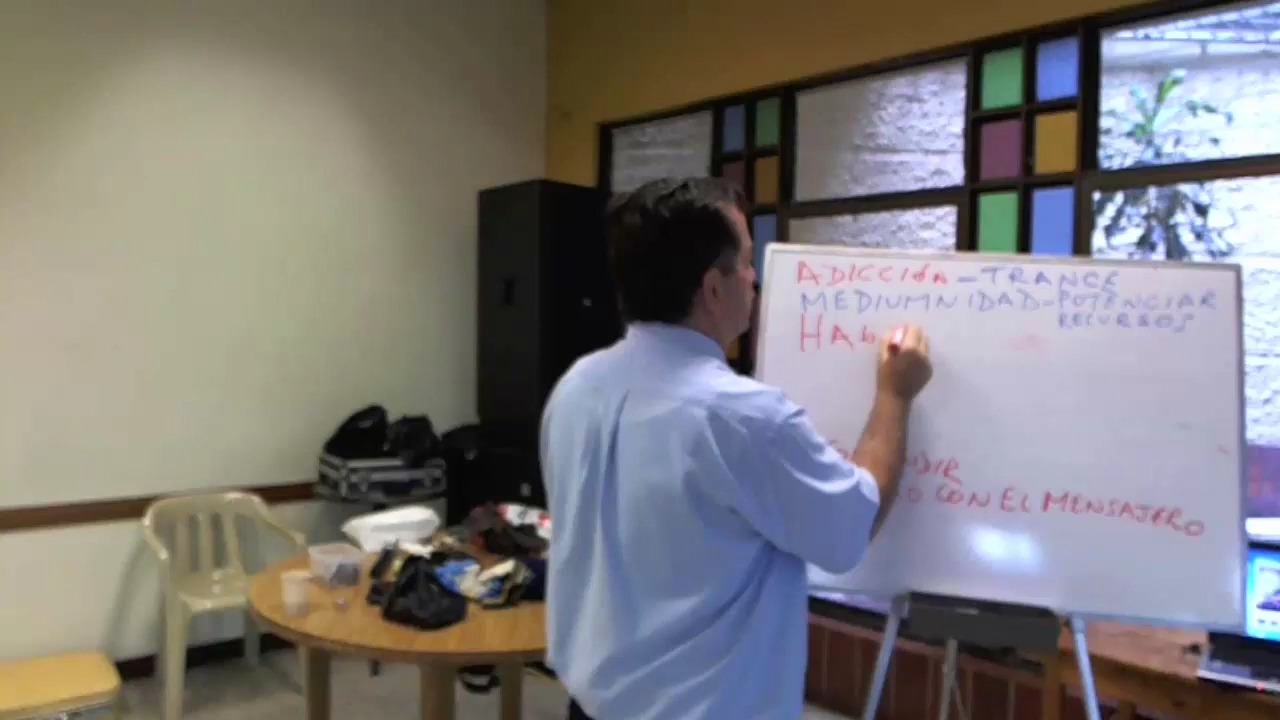 ADICCIÓN - TRANCE
MEDIUMNIDAD - POTENCIAR
RECURSOS
HAb
CON EL MENSAJERO